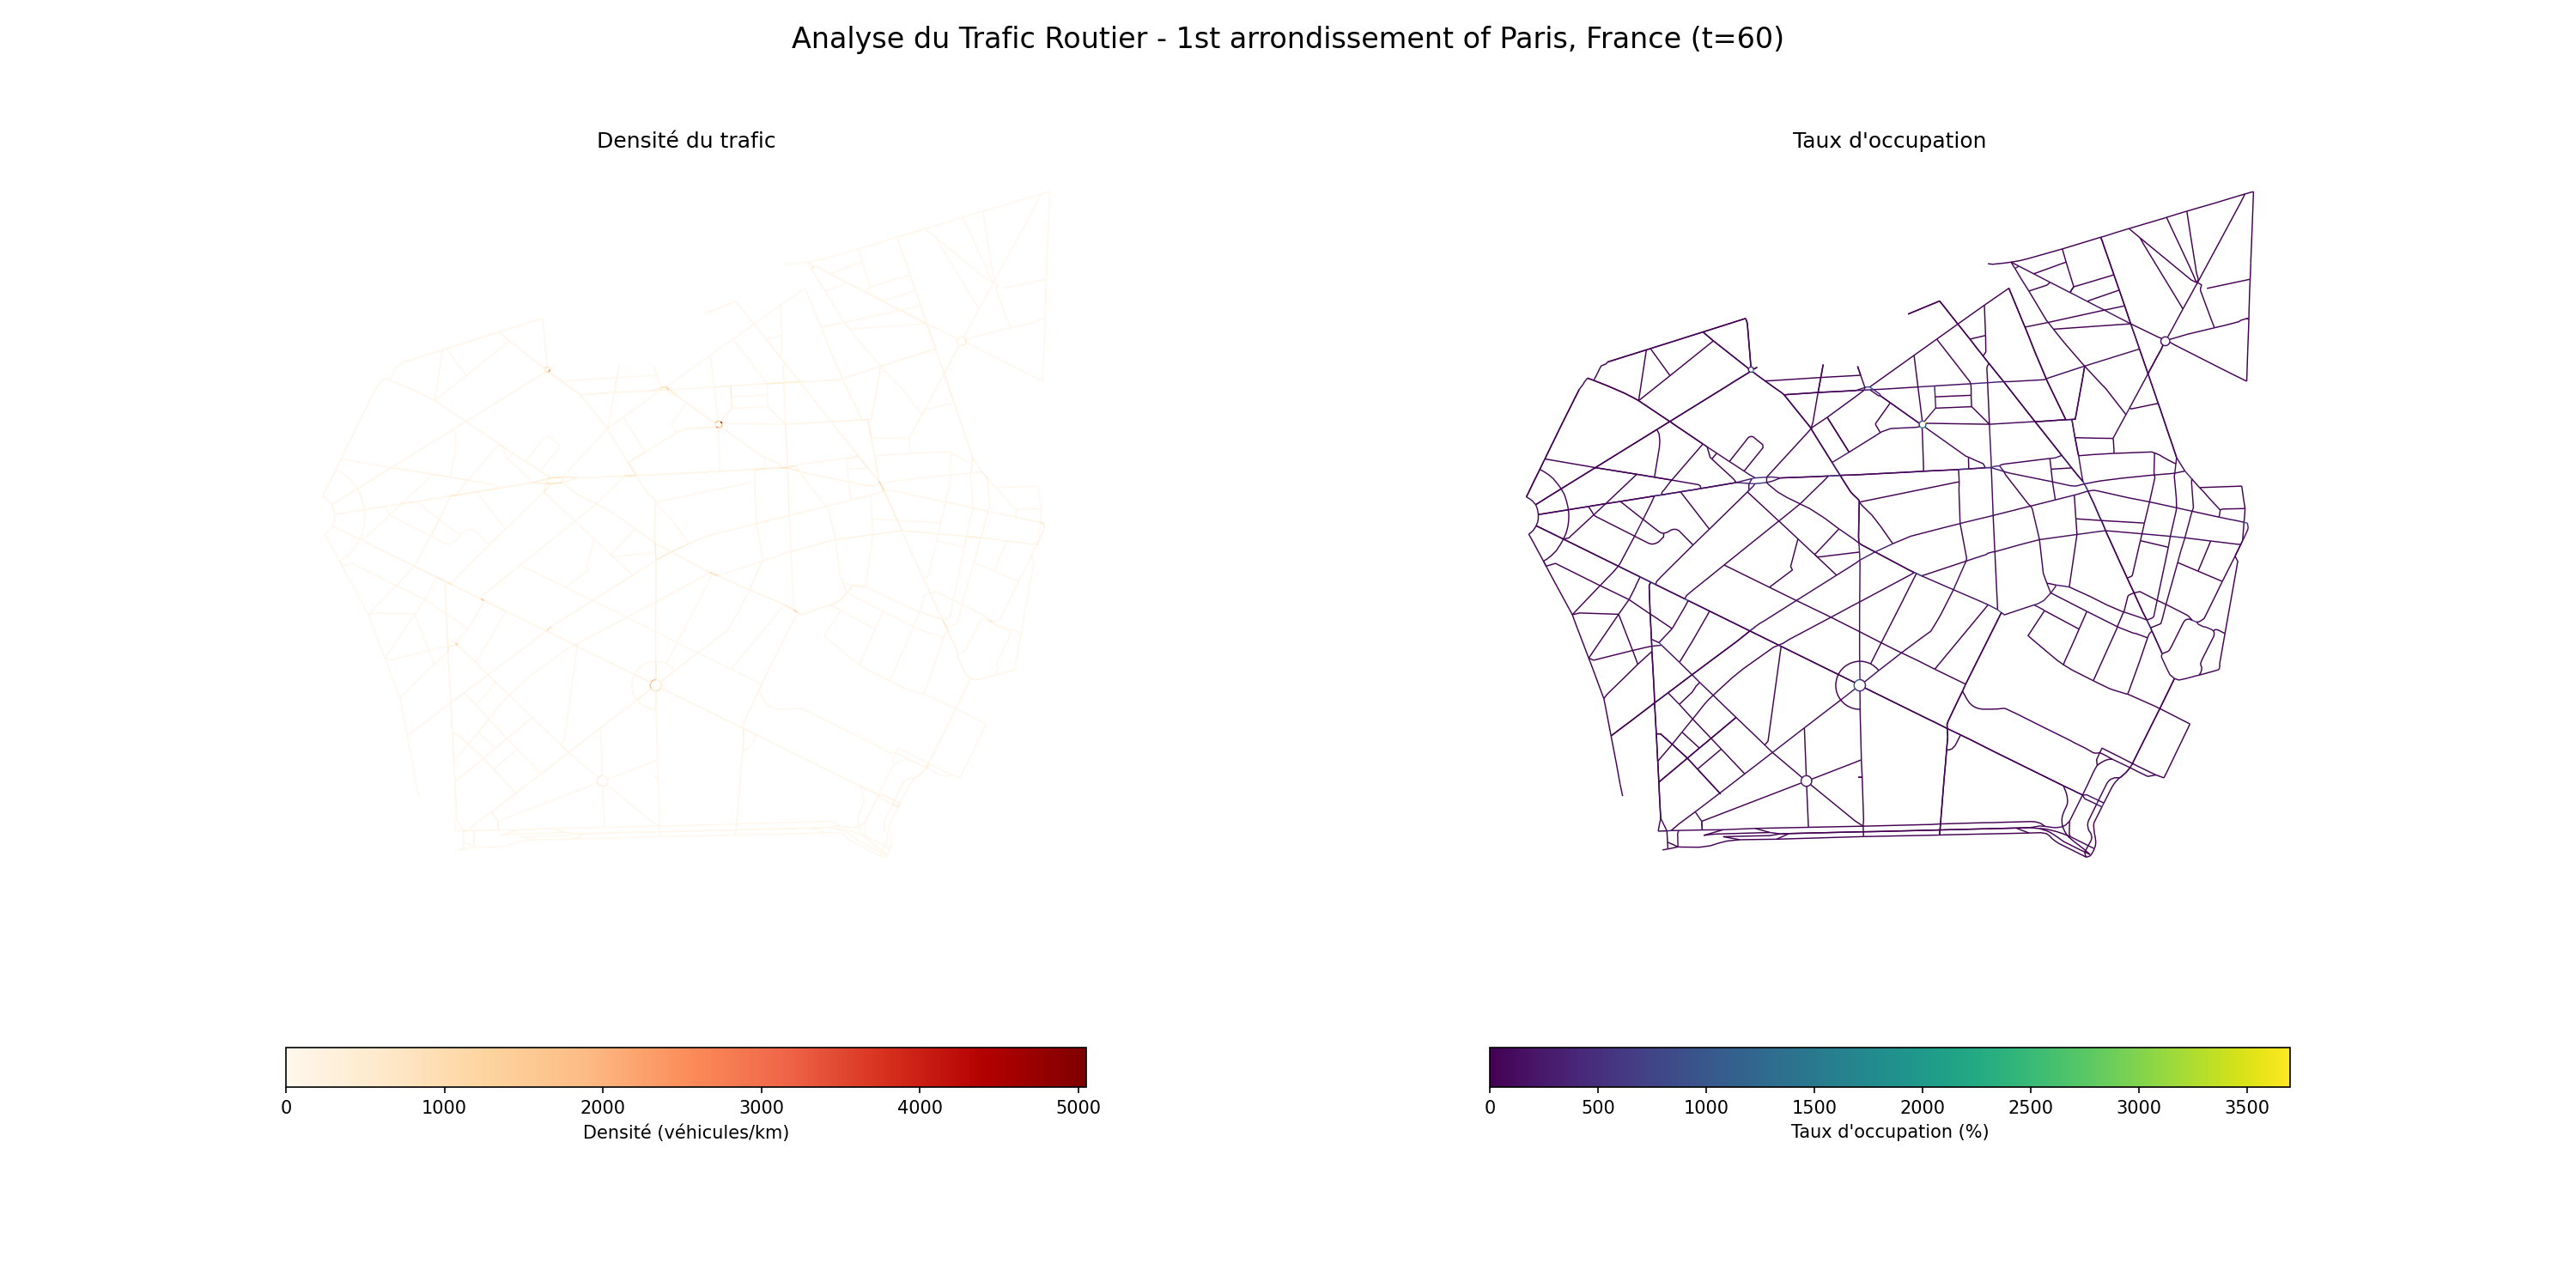 Analyse du Trafic Routier - 1st arrondissement of Paris, France (t=60)
Densité du trafic
Taux d'occupation
0 1000 2000 3000 4000 5000
Densité (véhicules/km)
0 500 1000 1500 2000 2500 3000 3500
Taux d'occupation (%)